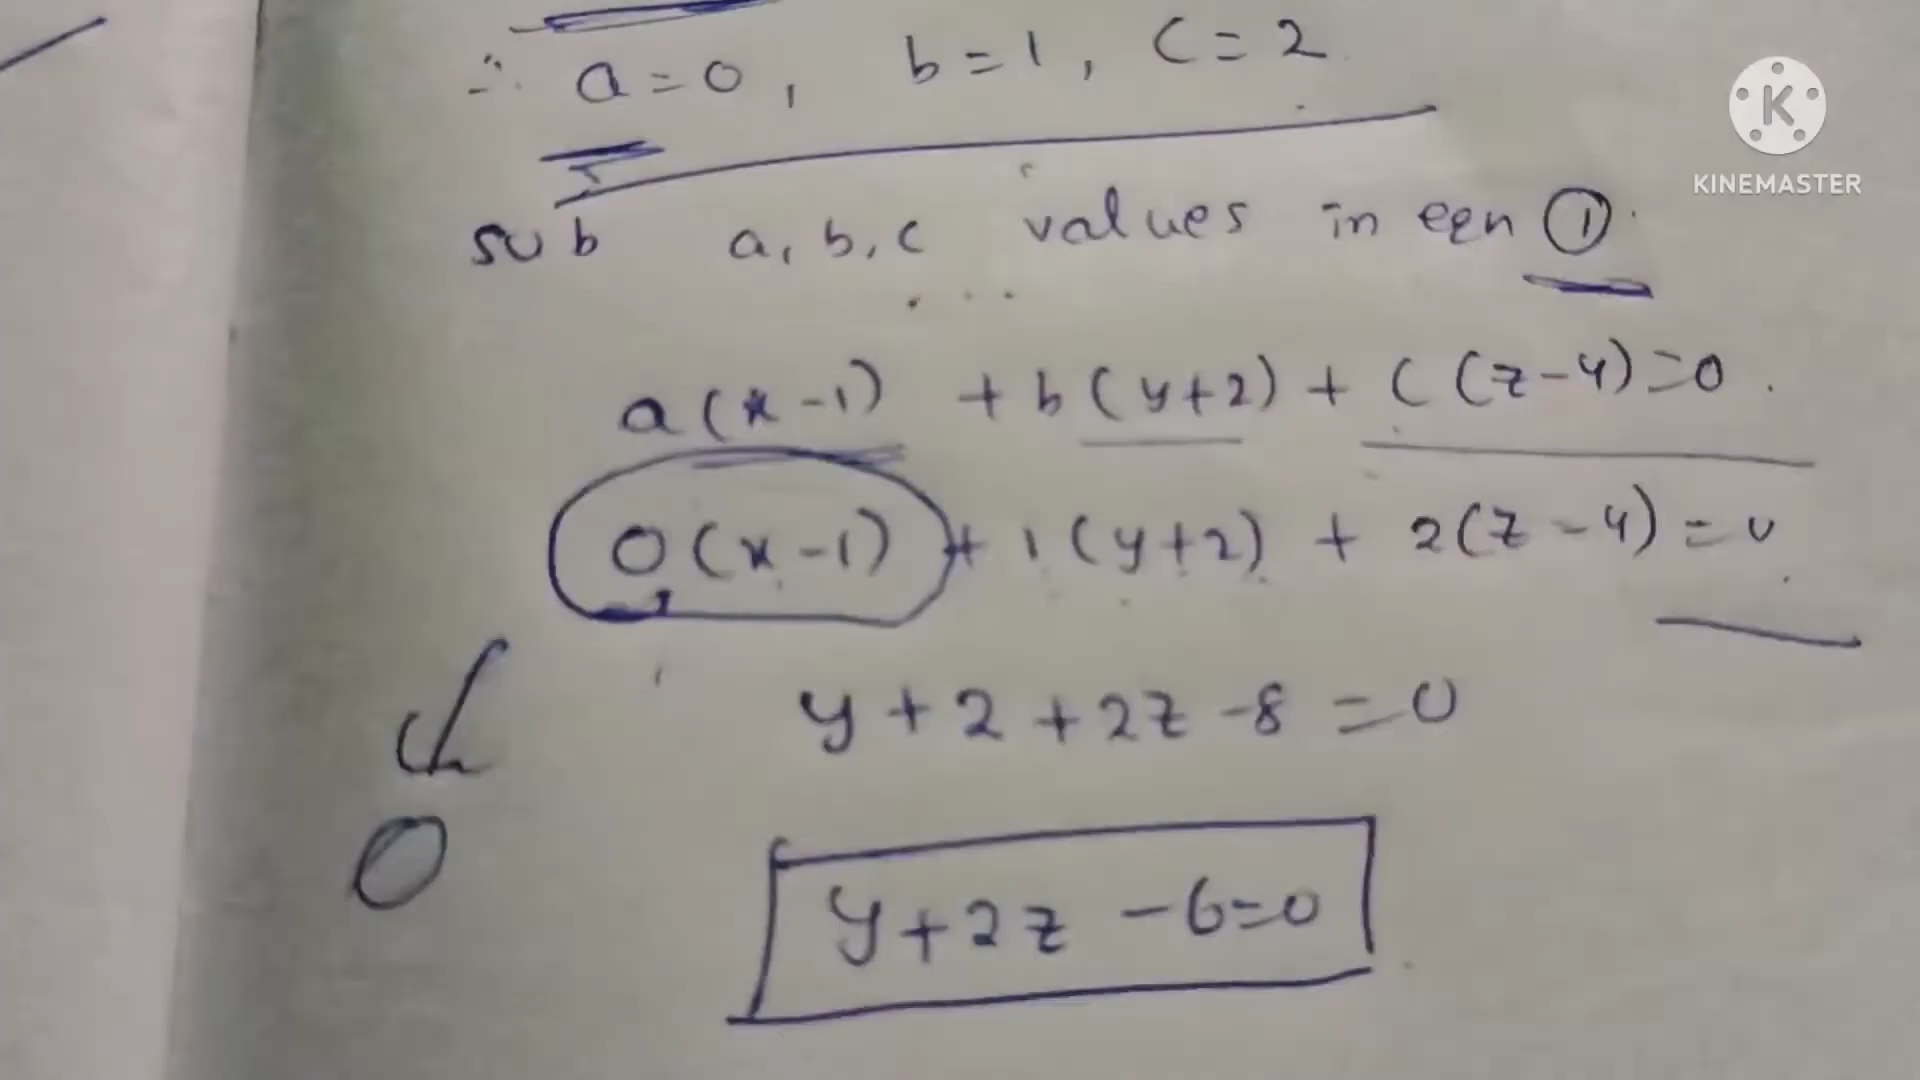 ∴ a = 0, b = 1, c = 2
K
KINEMASTER
sub a, b, c values in eqn ①.
a(x-1) + b(y+2) + c(z-4)=0.
0(x-1) + 1(y+2) + 2(z-4) = 0
y + 2 + 2z - 8 = 0
0
y + 2z - 6 = 0